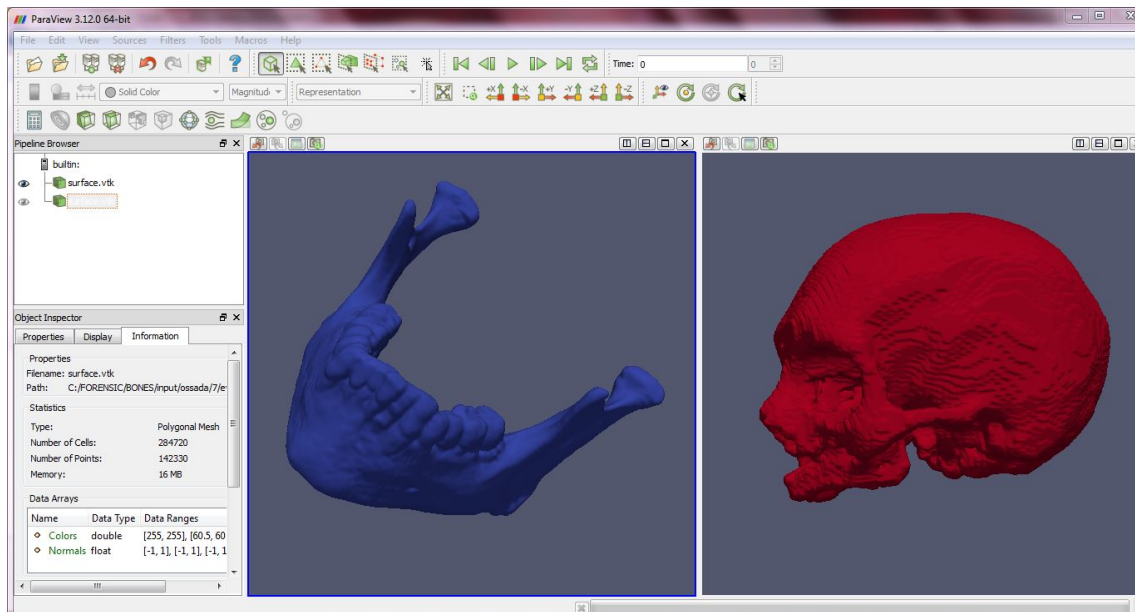 ParaView 3.12.0 64-bit
File Edit View Sources Filters Tools Macros Help
Time: 0 0
Solid Color Magnitud Representation +X -X +Y -Y +Z -Z
Pipeline Browser
builtin:
surface.vtk
surface.vtk
Object Inspector
Properties Display Information
Properties
Filename: surface.vtk
Path: C:/FORENSIC/BONES/input/ossada/7/e
Statistics
Type: Polygonal Mesh
Number of Cells: 284720
Number of Points: 142330
Memory: 16 MB
Data Arrays
Name Data Type Data Ranges
Colors double [255, 255], [60.5, 60
Normals float [-1, 1], [-1, 1], [-1, 1